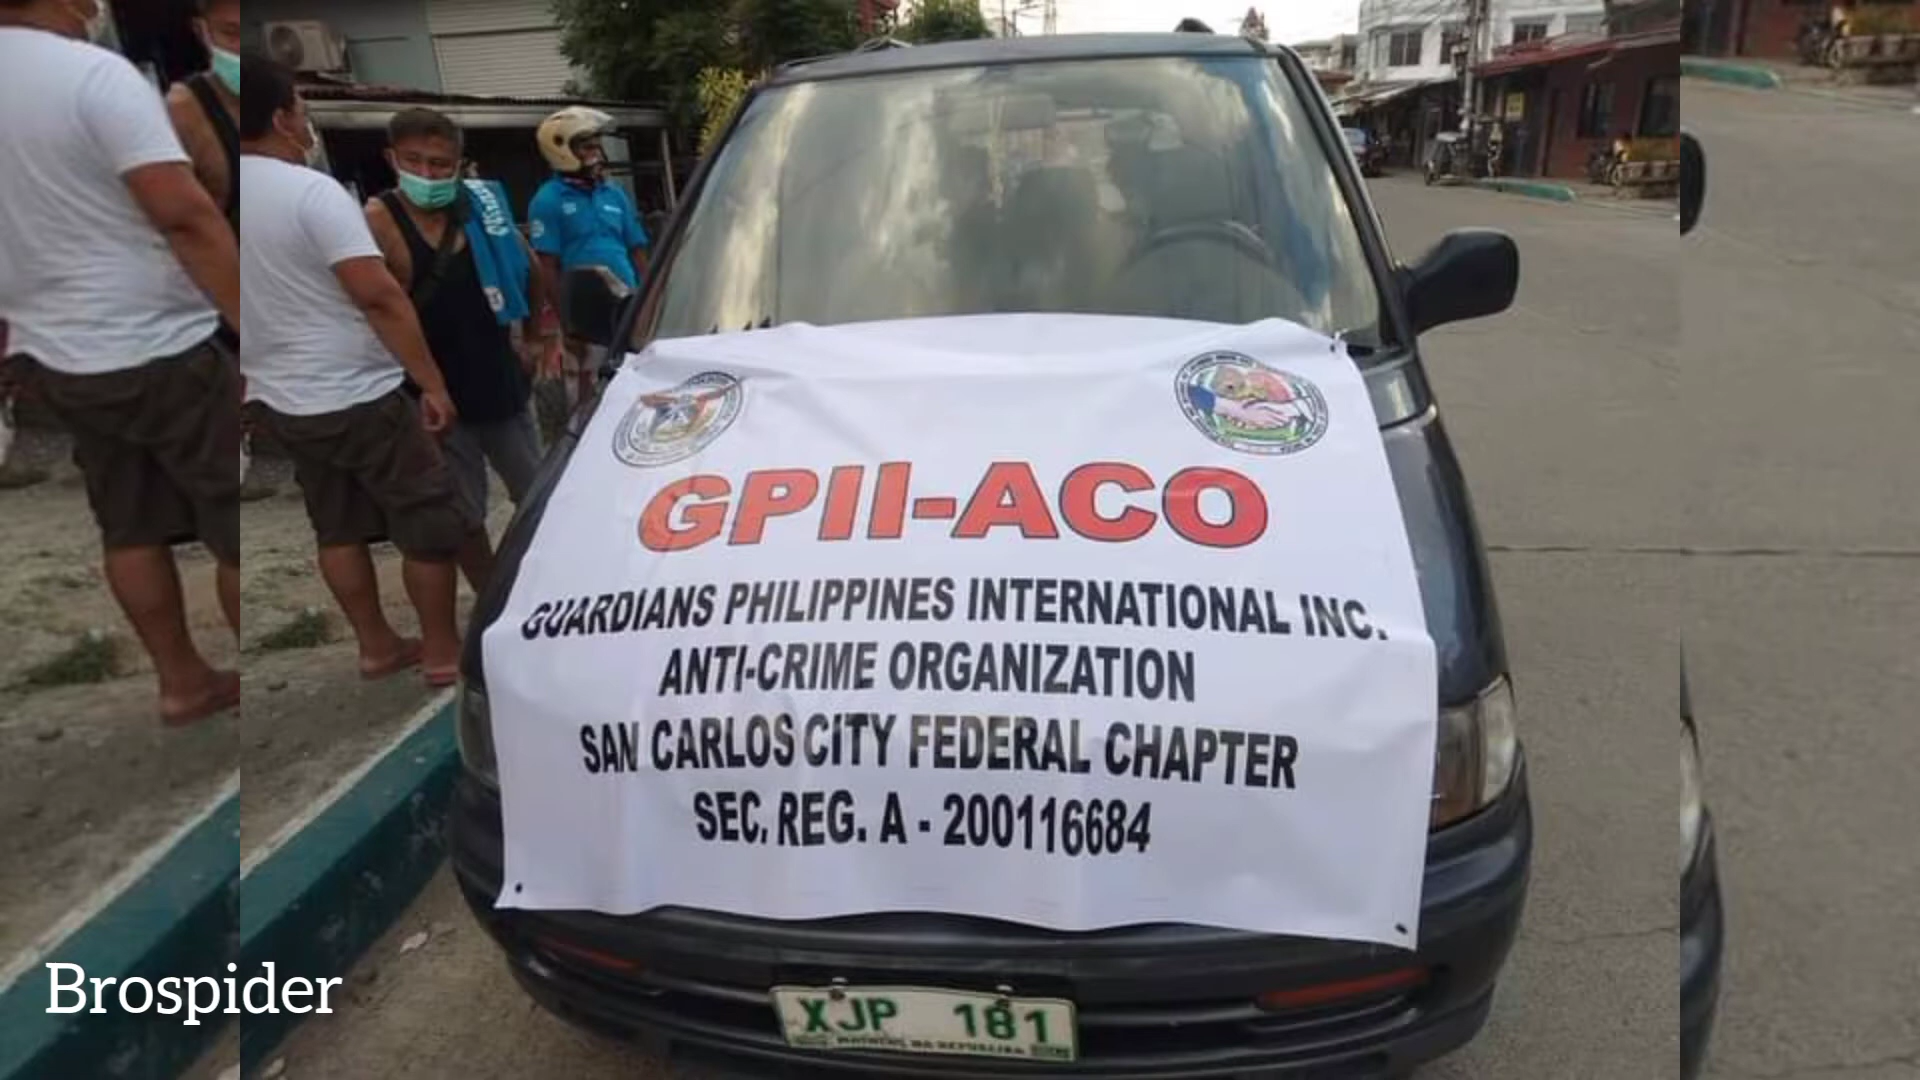 GPII-ACO
GUARDIANS PHILIPPINES INTERNATIONAL INC.
ANTI-CRIME ORGANIZATION
SAN CARLOS CITY FEDERAL CHAPTER
SEC. REG. A - 200116684
XJP 181
Brospider